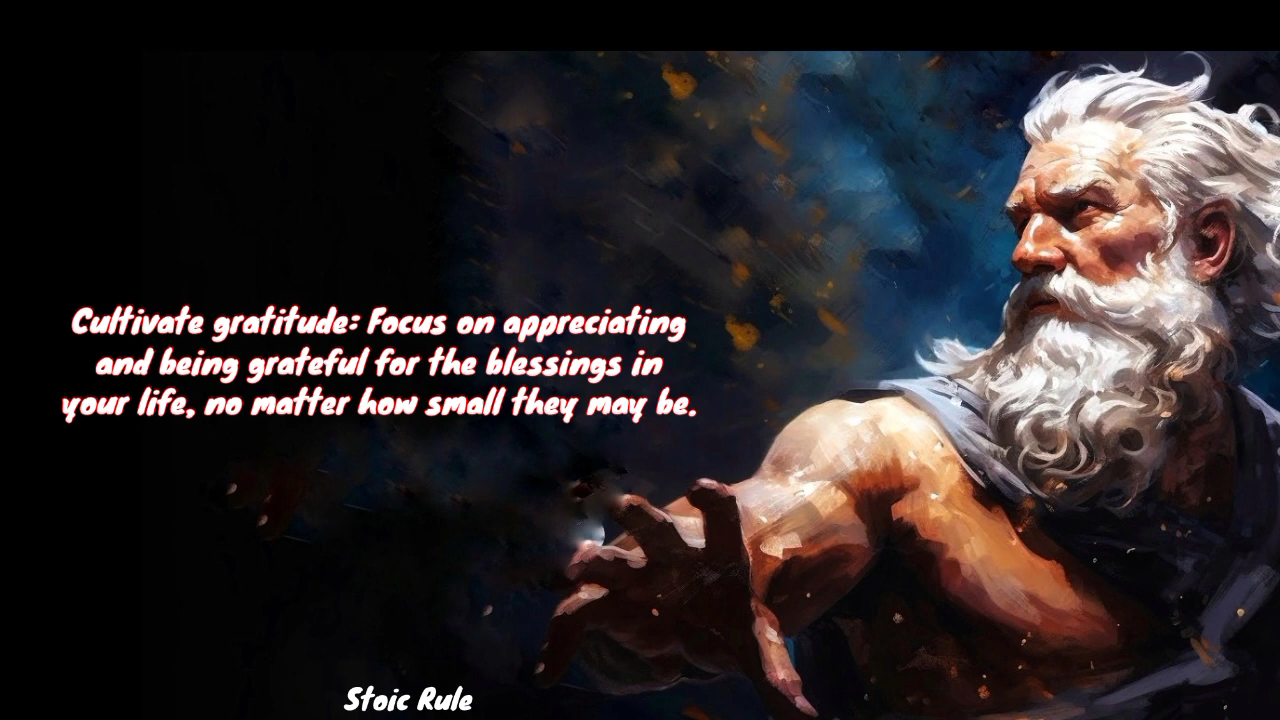 Cultivate gratitude: Focus on appreciating
and being grateful for the blessings in
your life, no matter how small they may be.
Stoic Rule